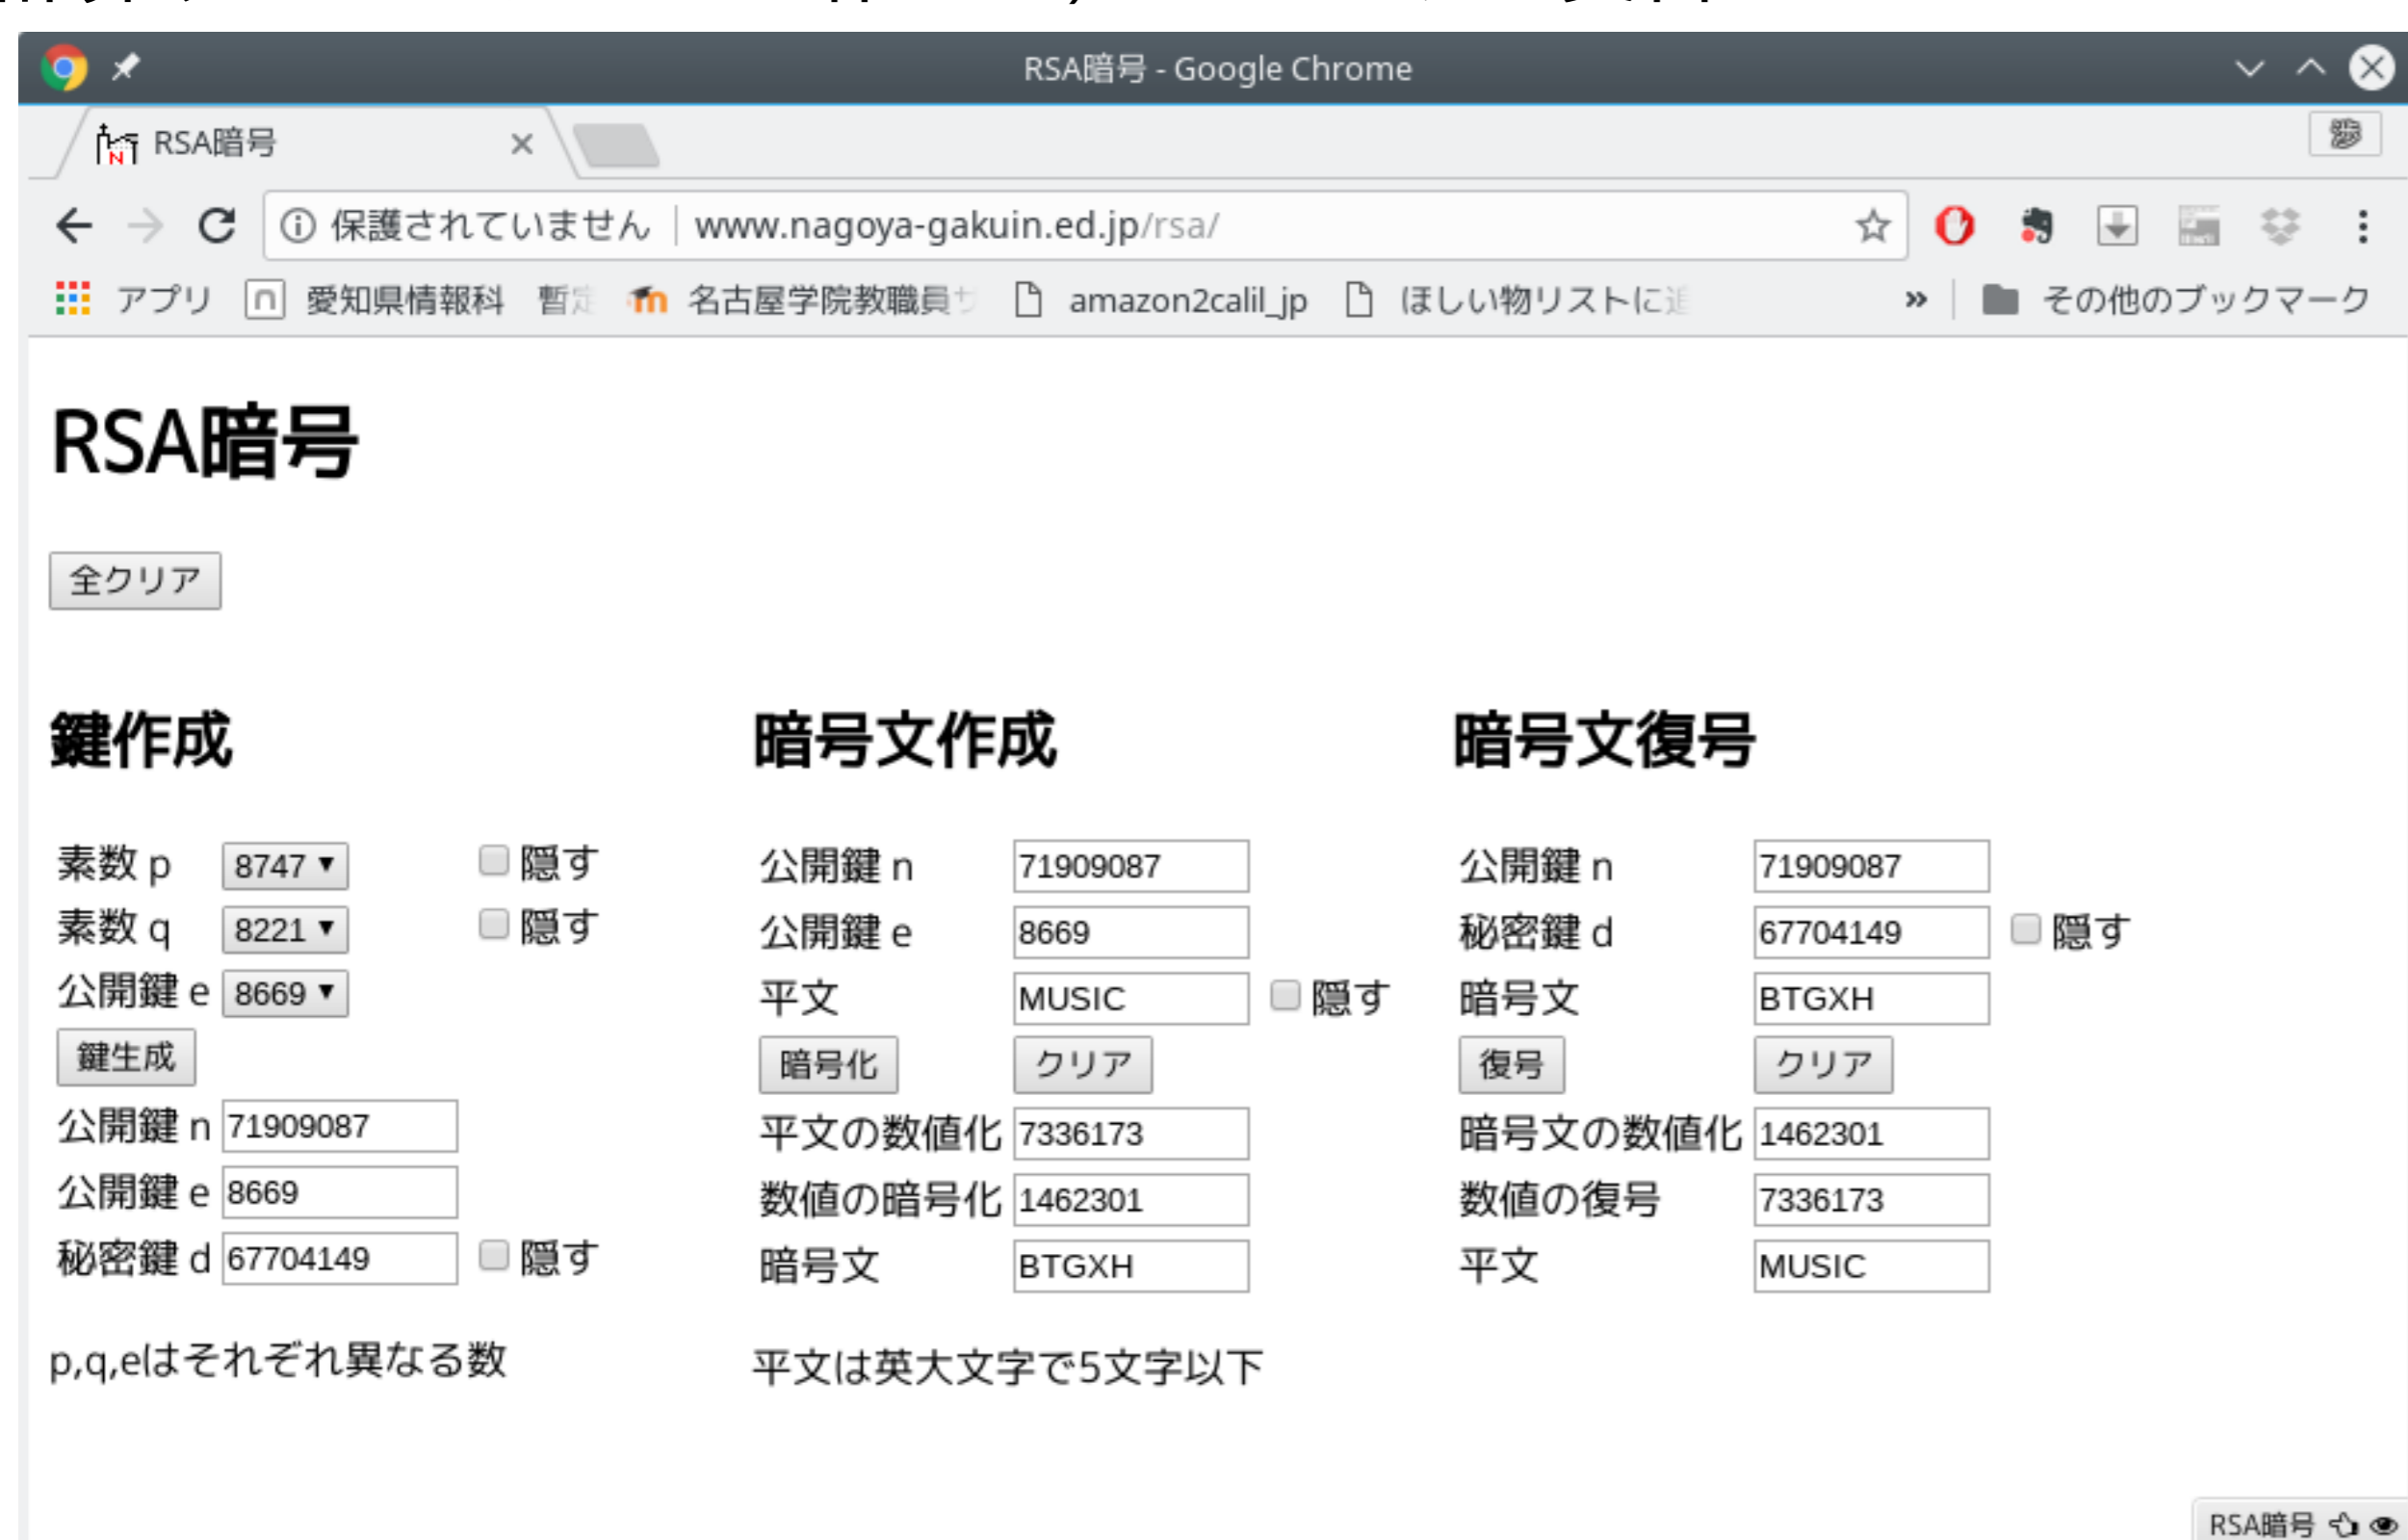 RSA暗号 - Google Chrome
RSA暗号
保護されていません www.nagoya-gakuin.ed.jp/rsa/
アプリ 愛知県情報科 暫定 名古屋学院教職員サ amazon2calil_jp ほしい物リストに追 » その他のブックマーク
RSA暗号
全クリア
鍵作成
素数 p 8747 隠す
素数 q 8221 隠す
公開鍵 e 8669
鍵生成
公開鍵 n 71909087
公開鍵 e 8669
秘密鍵 d 67704149 隠す
p,q,eはそれぞれ異なる数
暗号文作成
公開鍵 n 71909087
公開鍵 e 8669
平文 MUSIC 隠す
暗号化 クリア
平文の数値化 7336173
数値の暗号化 1462301
暗号文 BTGXH
平文は英大文字で5文字以下
暗号文復号
公開鍵 n 71909087
秘密鍵 d 67704149 隠す
暗号文 BTGXH
復号 クリア
暗号文の数値化 1462301
数値の復号 7336173
平文 MUSIC
RSA暗号